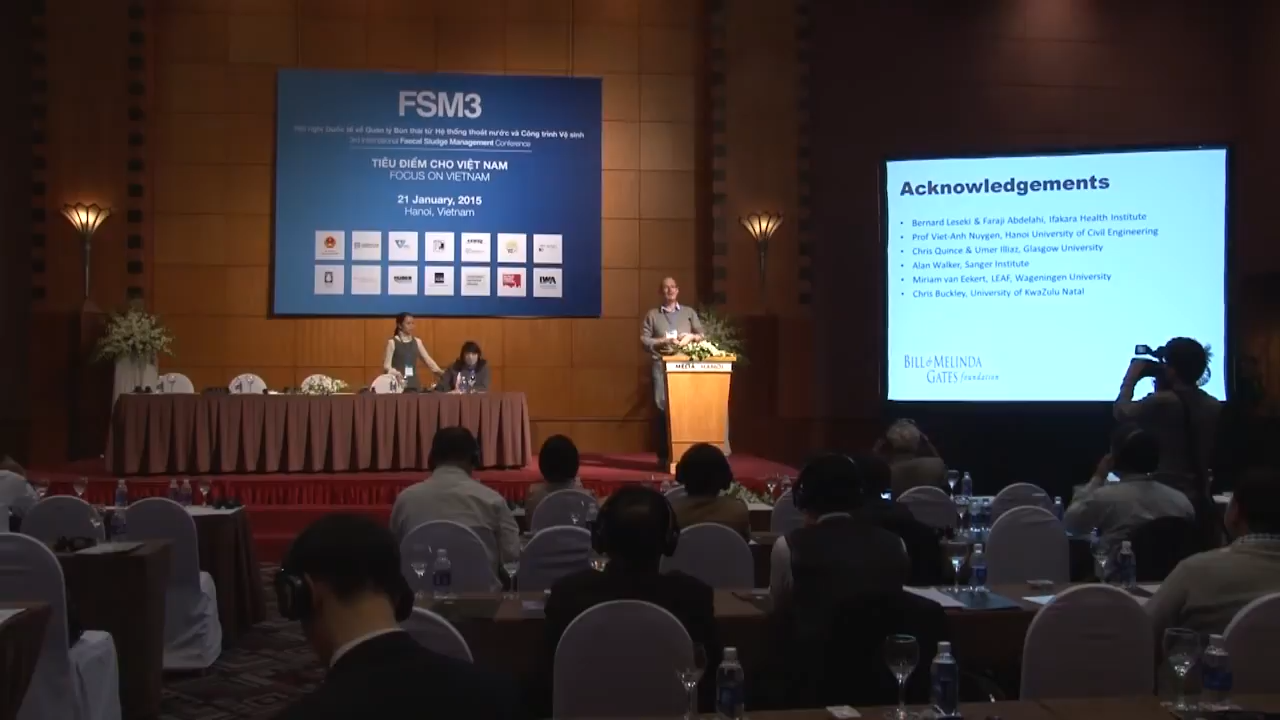 FSM3
Hội nghị Quốc tế về Quản lý Bùn thải từ Hệ thống thoát nước và Công trình Vệ sinh
3rd International Faecal Sludge Management Conference
TIÊU ĐIỂM CHO VIỆT NAM
FOCUS ON VIETNAM
21 January, 2015
Hanoi, Vietnam
IWA
MELIA HANOI
Acknowledgements
• Bernard Leseki & Faraji Abdelahi, Ifakara Health Institute
• Prof Viet-Anh Nuygen, Hanoi University of Civil Engineering
• Chris Quince & Umer Illiaz, Glasgow University
• Alan Walker, Sanger Institute
• Miriam van Eekert, LEAF, Wageningen University
• Chris Buckley, University of KwaZulu Natal
BILL & MELINDA
GATES foundation